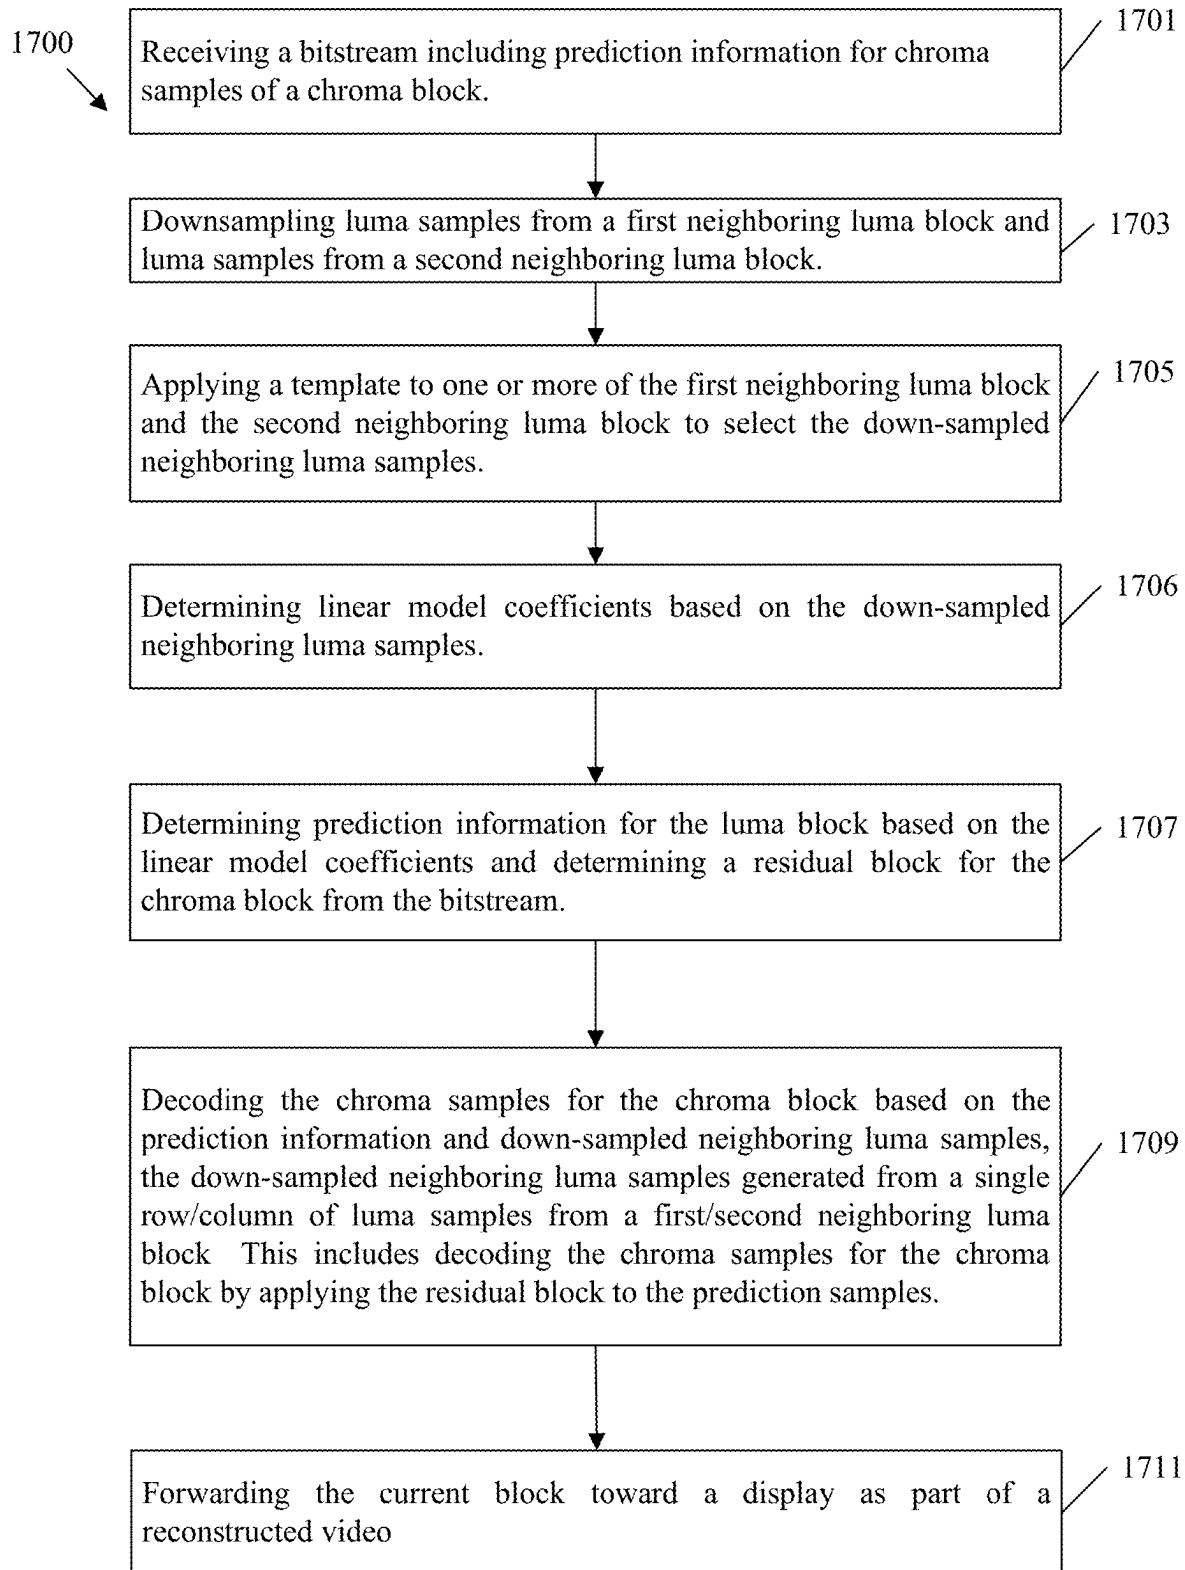 1700
1701
Receiving a bitstream including prediction information for chroma
samples of a chroma block.
1703
Downsampling luma samples from a first neighboring luma block and
luma samples from a second neighboring luma block.
1705
Applying a template to one or more of the first neighboring luma block
and the second neighboring luma block to select the down-sampled
neighboring luma samples.
1706
Determining linear model coefficients based on the down-sampled
neighboring luma samples.
1707
Determining prediction information for the luma block based on the
linear model coefficients and determining a residual block for the
chroma block from the bitstream.
1709
Decoding the chroma samples for the chroma block based on the
prediction information and down-sampled neighboring luma samples,
the down-sampled neighboring luma samples generated from a single
row/column of luma samples from a first/second neighboring luma
block This includes decoding the chroma samples for the chroma
block by applying the residual block to the prediction samples.
1711
Forwarding the current block toward a display as part of a
reconstructed video